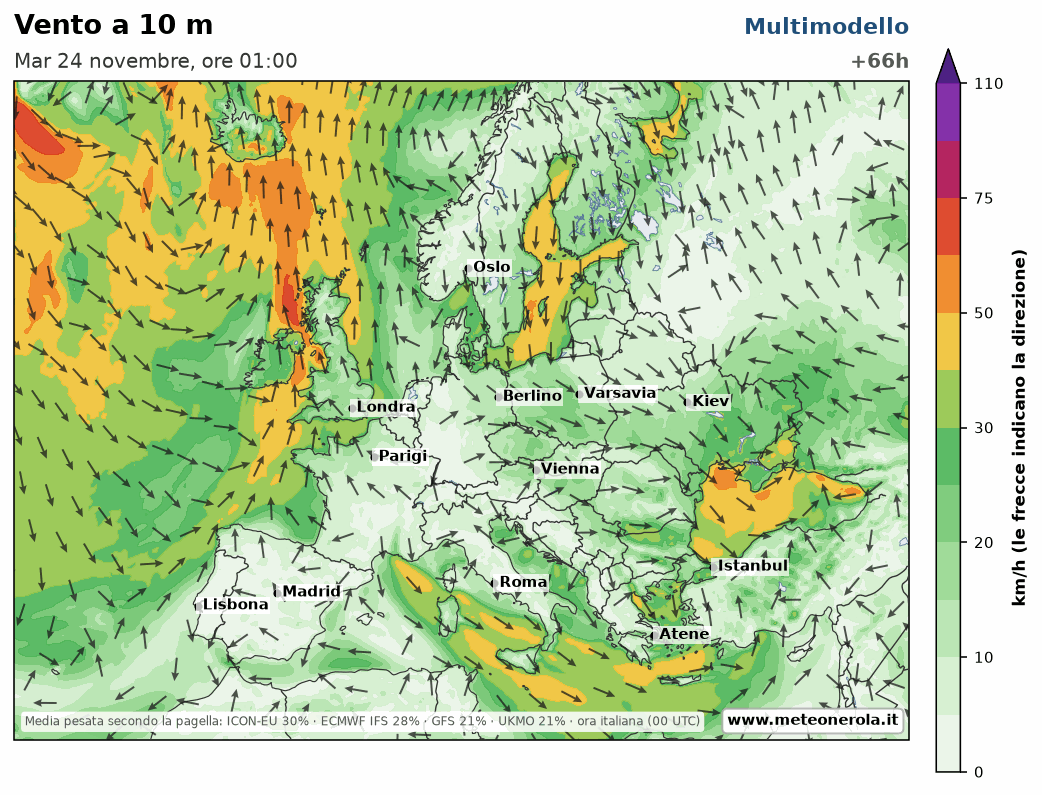 Vento a 10 m
Multimodello
Mar 24 novembre, ore 01:00
+66h
110
75
50
30
20
10
0
km/h (le frecce indicano la direzione)
Oslo
Berlino
Varsavia
Kiev
Londra
Parigi
Vienna
Istanbul
Roma
Madrid
Lisbona
Atene
Media pesata secondo la pagella: ICON-EU 30% · ECMWF IFS 28% · GFS 21% · UKMO 21% · ora italiana (00 UTC)
www.meteonerola.it